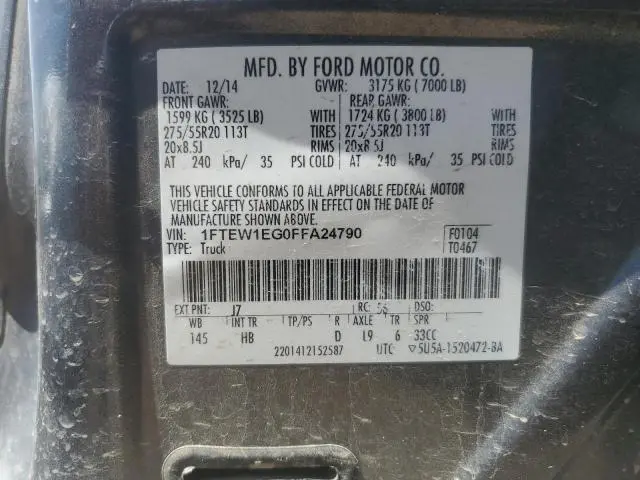 MFD. BY FORD MOTOR CO.
DATE: 12/14 GVWR: 3175 KG ( 7000 LB)
FRONT GAWR: REAR GAWR:
1599 KG ( 3525 LB) WITH 1724 KG ( 3800 LB) WITH
275/55R20 113T TIRES 275/55R20 113T TIRES
20x8.5J RIMS 20x8.5J RIMS
AT 240 kPa/ 35 PSI COLD AT 240 kPa/ 35 PSI COLD
THIS VEHICLE CONFORMS TO ALL APPLICABLE FEDERAL MOTOR
VEHICLE SAFETY STANDARDS IN EFFECT ON THE DATE OF
MANUFACTURE SHOWN ABOVE.
VIN: 1FTEW1EG0FFA24790 F0104
TYPE: Truck T0467
EXT PNT: J7 RC: 56 DSO:
WB INT TR TP/PS R AXLE TR SPR
145 HB D L9 6 33CC
2201412152587 UTC ▽5U5A-1520472-BA